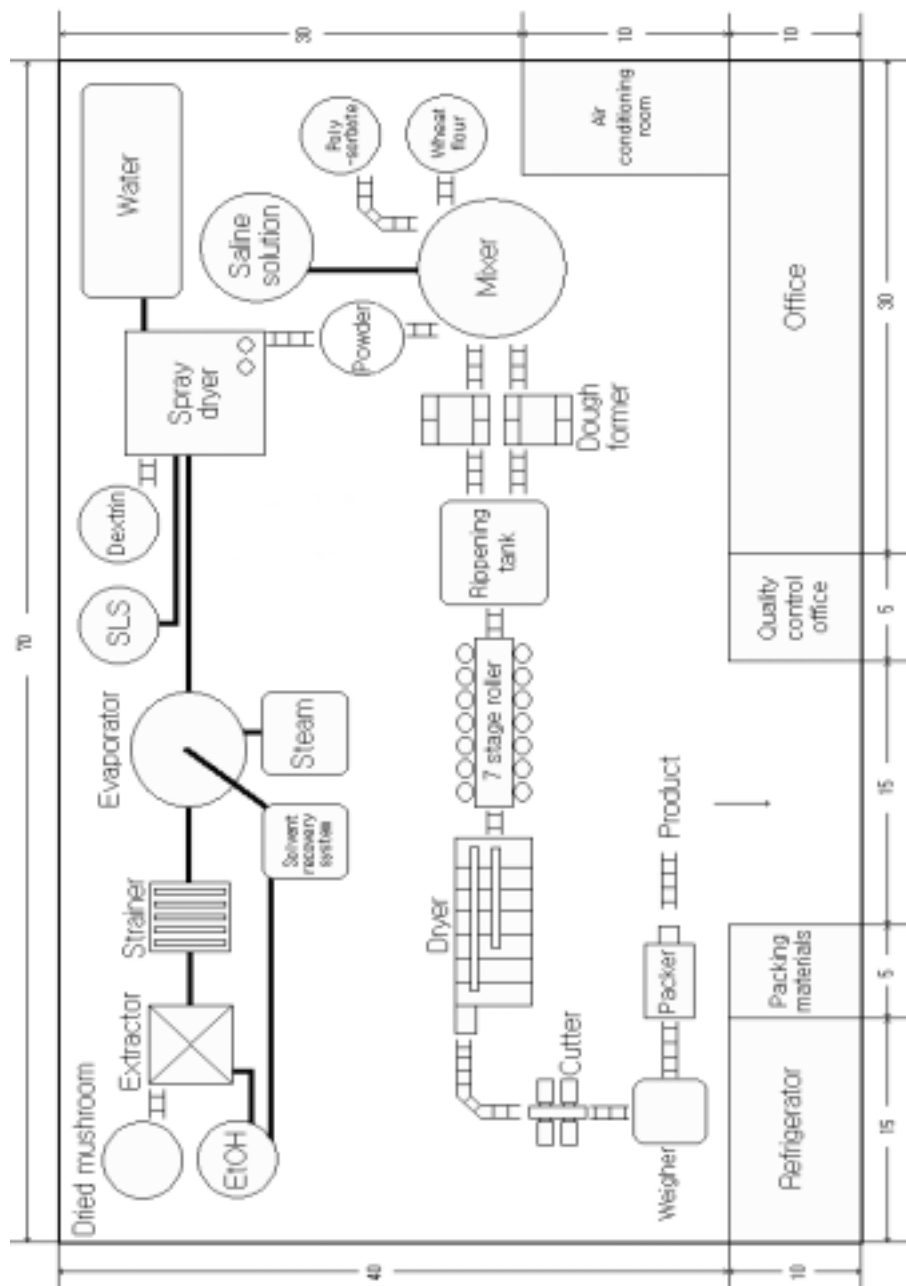 70
Dried mushroom
EtOH
Extractor
Strainer
Evaporator
Solvent
recovery
system
Steam
SLS
Dextrin
Spray
dryer
Water
Powder
Saline
solution
Poly
-sorbate
Wheat
flour
Mixer
Dough
former
Rippening
tank
7 stage roller
Dryer
Cutter
Weigher
Packer
Product
Air
conditioning
room
Office
Quality
control
office
Packing
materials
Refrigerator
40
10
30
10
10
15
5
15
5
30